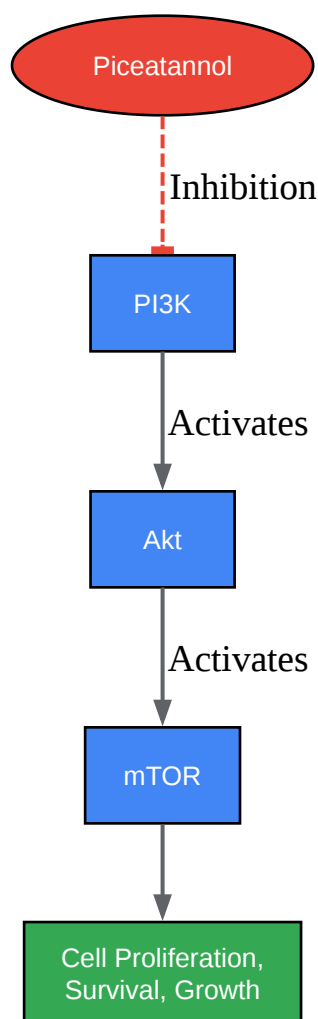 Piceatannol
Inhibition
PI3K
Activates
Akt
Activates
mTOR
Cell Proliferation,
Survival, Growth